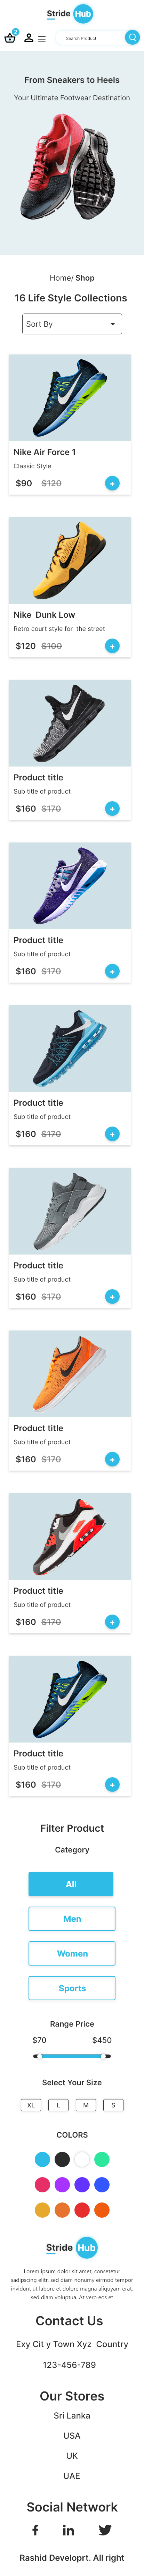 Stride Hub
2
Search Product
From Sneakers to Heels
Your Ultimate Footwear Destination
Home/ Shop
16 Life Style Collections
Sort By
Nike Air Force 1
Classic Style
$90 $120
+
Nike Dunk Low
Retro court style for the street
$120 $100
+
Product title
Sub title of product
$160 $170
+
Product title
Sub title of product
$160 $170
+
Product title
Sub title of product
$160 $170
+
Product title
Sub title of product
$160 $170
+
Product title
Sub title of product
$160 $170
+
Product title
Sub title of product
$160 $170
+
Product title
Sub title of product
$160 $170
+
Filter Product
Category
All
Men
Women
Sports
Range Price
$70 $450
Select Your Size
XL L M S
COLORS
Stride Hub
Lorem ipsum dolor sit amet, consetetur
sadipscing elitr, sed diam nonumy eirmod tempor
invidunt ut labore et dolore magna aliquyam erat,
sed diam voluptua. At vero eos et
Contact Us
Exy Cit y Town Xyz Country
123-456-789
Our Stores
Sri Lanka
USA
UK
UAE
Social Network
Rashid Developrt. All right